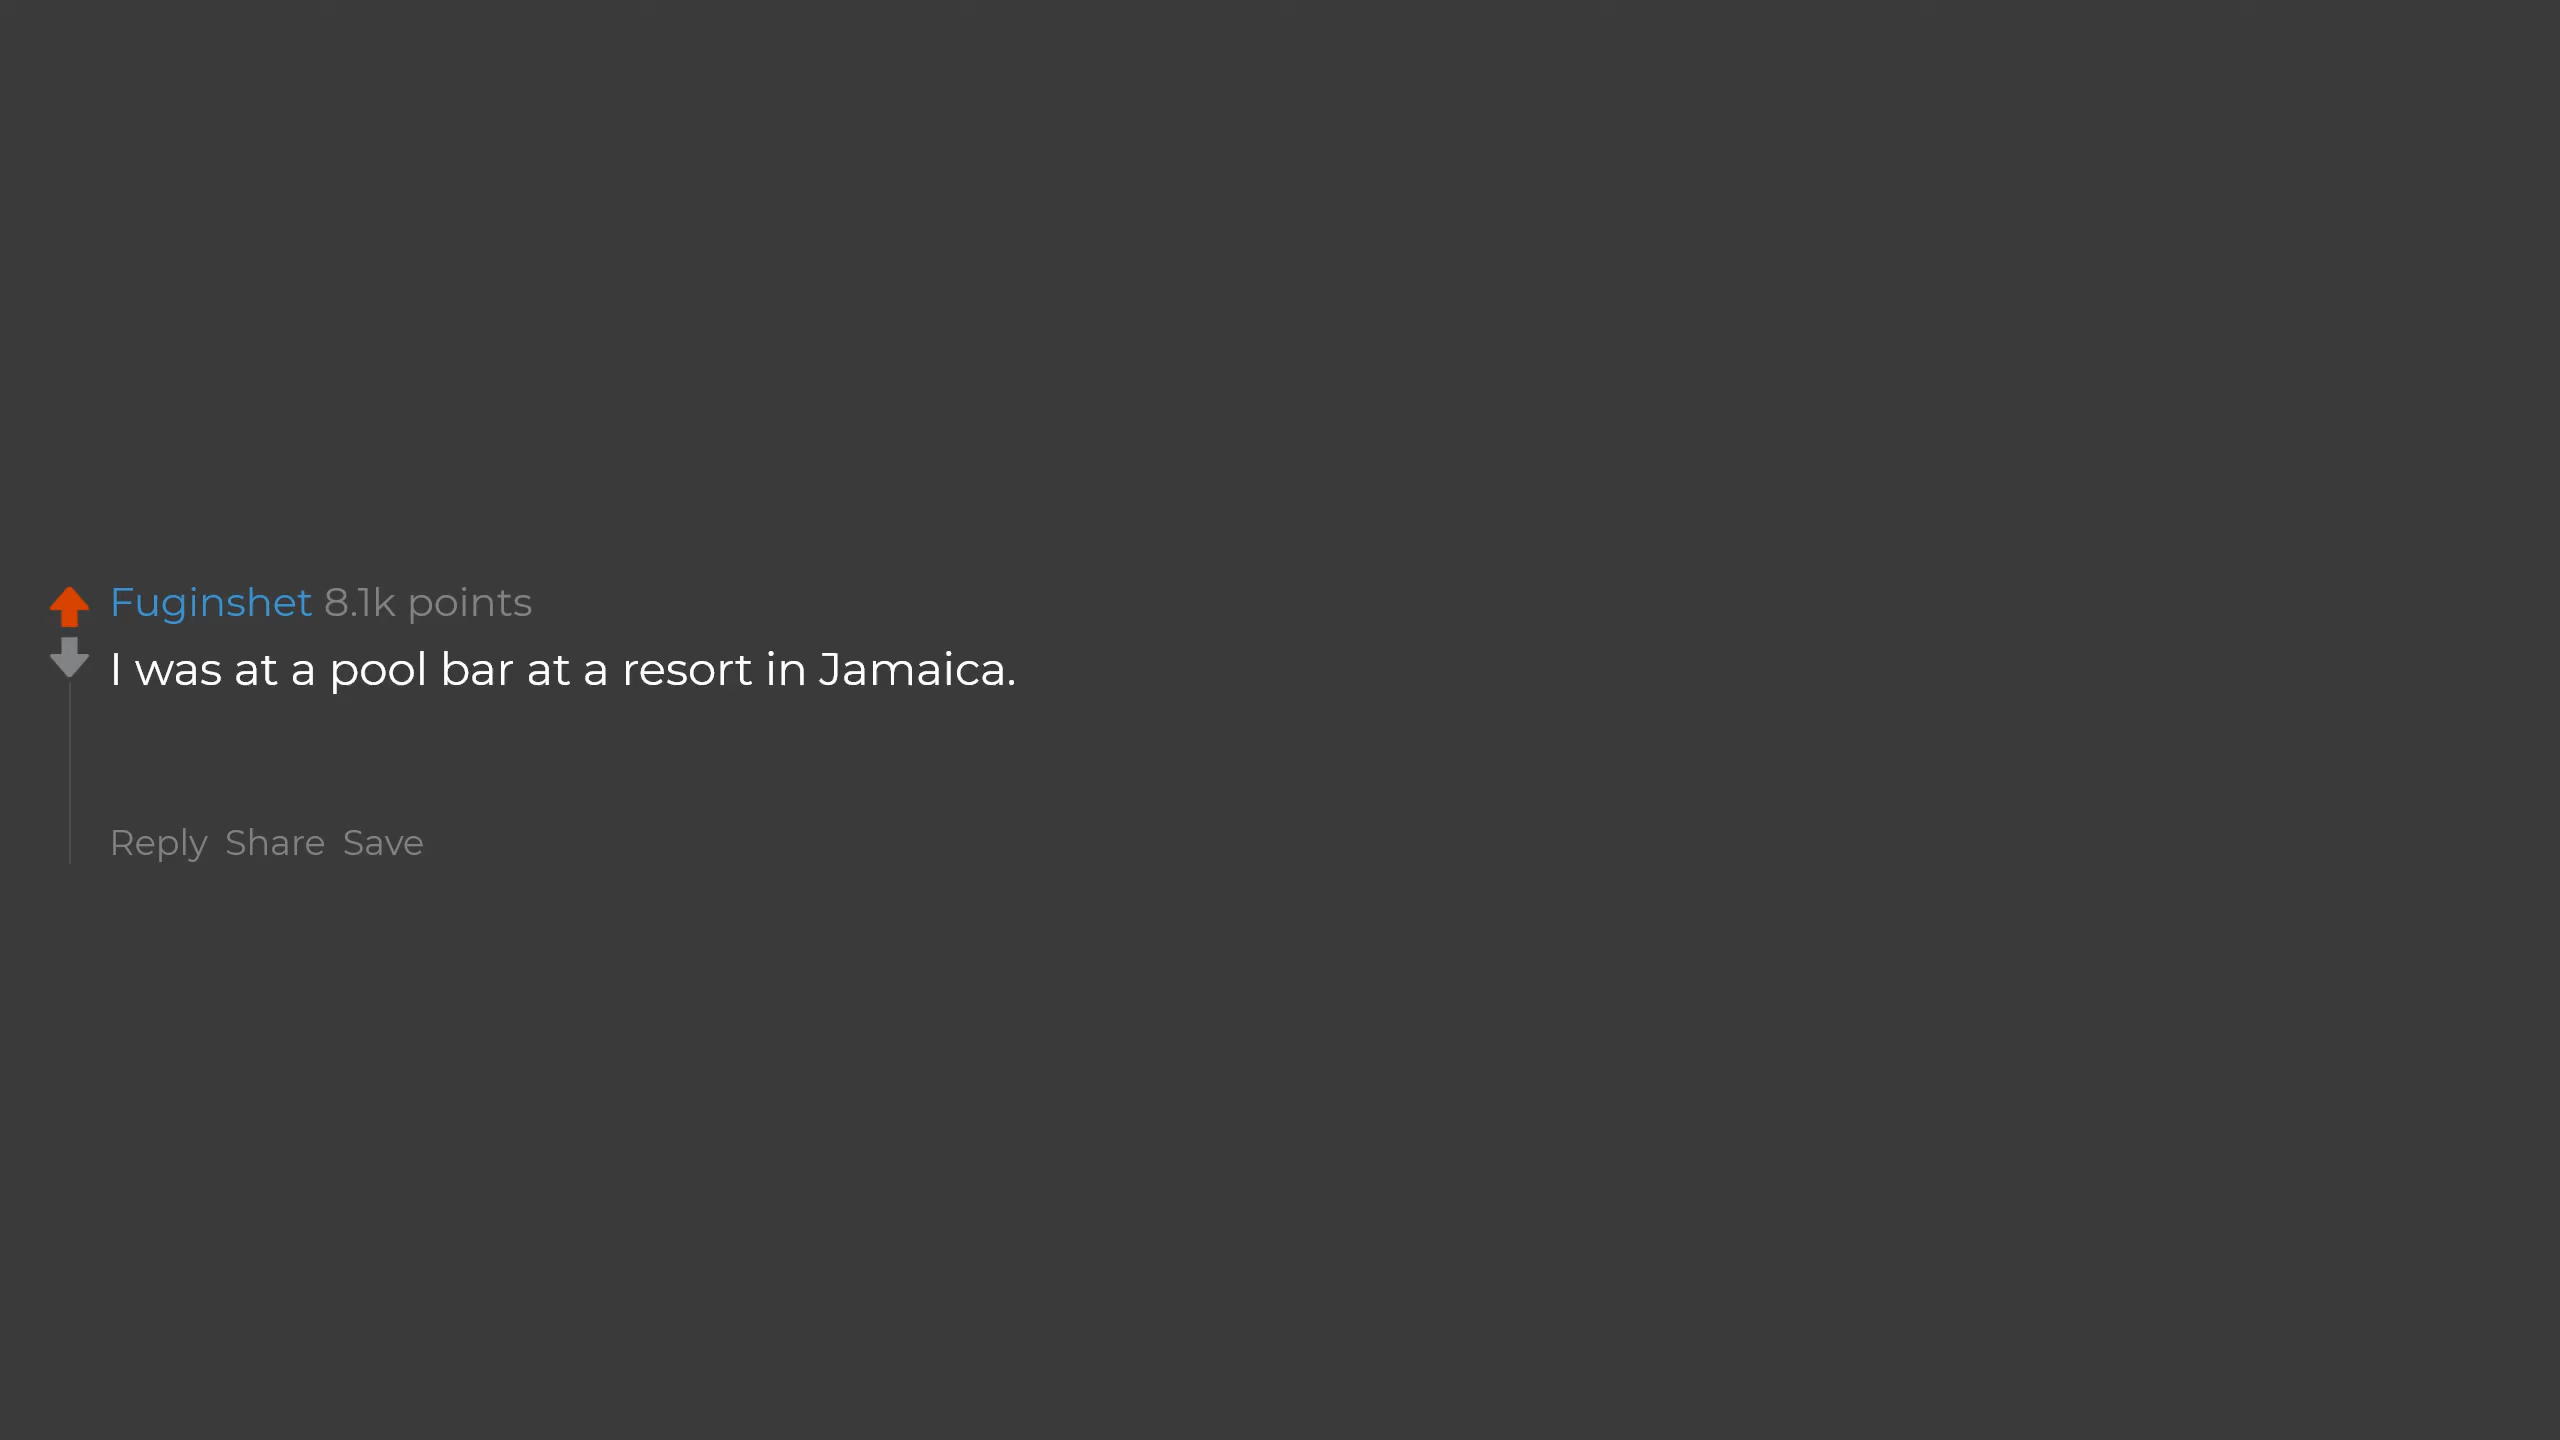 Fuginshet 8.1k points
I was at a pool bar at a resort in Jamaica.
Reply Share Save